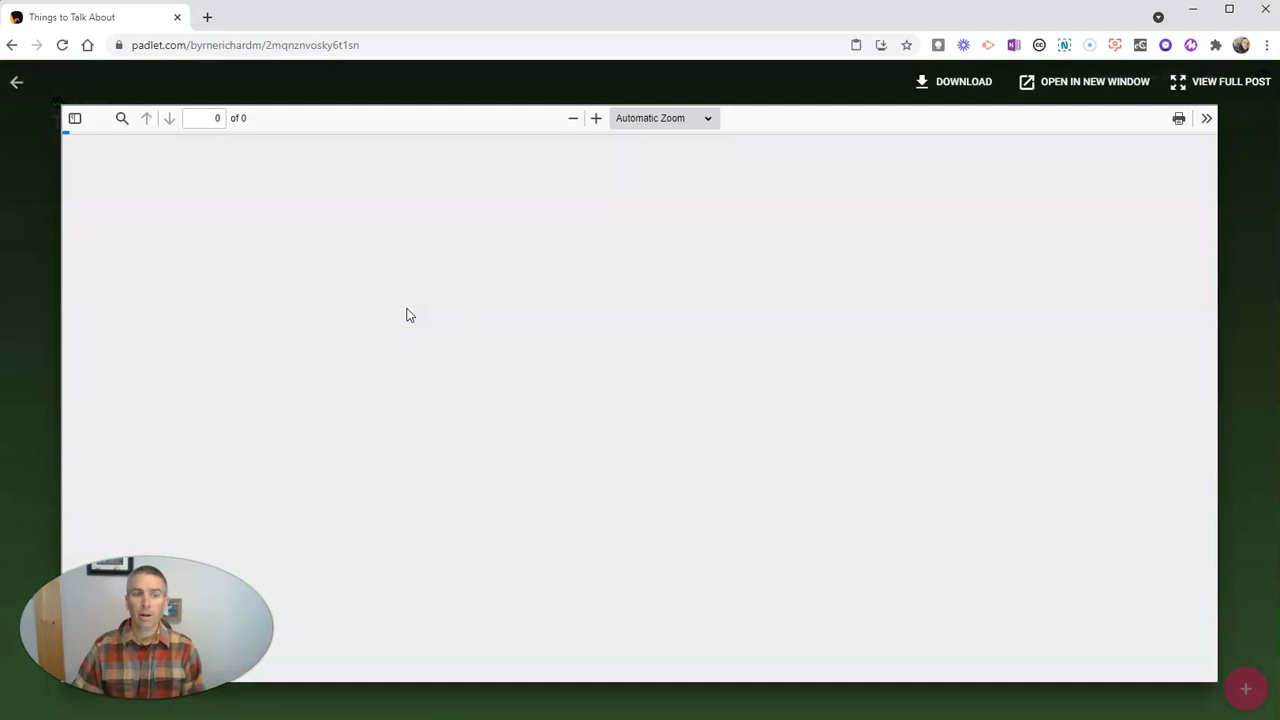 Things to Talk About
padlet.com/byrnerichardm/2mqnznvosky6t1sn
DOWNLOAD
OPEN IN NEW WINDOW
VIEW FULL POST
0 of 0
Automatic Zoom